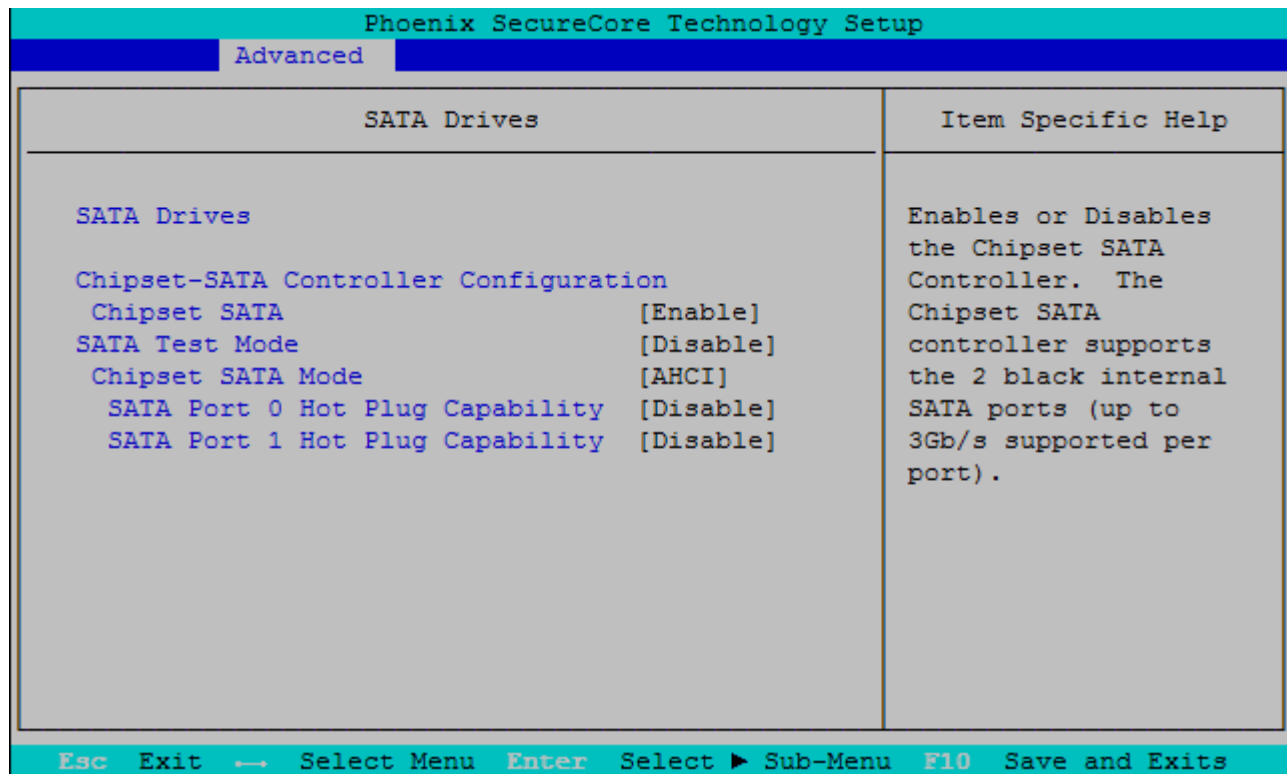 Phoenix SecureCore Technology Setup
Advanced
SATA Drives
SATA Drives
Chipset-SATA Controller Configuration
Chipset SATA [Enable]
SATA Test Mode [Disable]
Chipset SATA Mode [AHCI]
SATA Port 0 Hot Plug Capability [Disable]
SATA Port 1 Hot Plug Capability [Disable]
Item Specific Help
Enables or Disables
the Chipset SATA
Controller. The
Chipset SATA
controller supports
the 2 black internal
SATA ports (up to
3Gb/s supported per
port).
Esc Exit ↔ Select Menu Enter Select ► Sub-Menu F10 Save and Exits